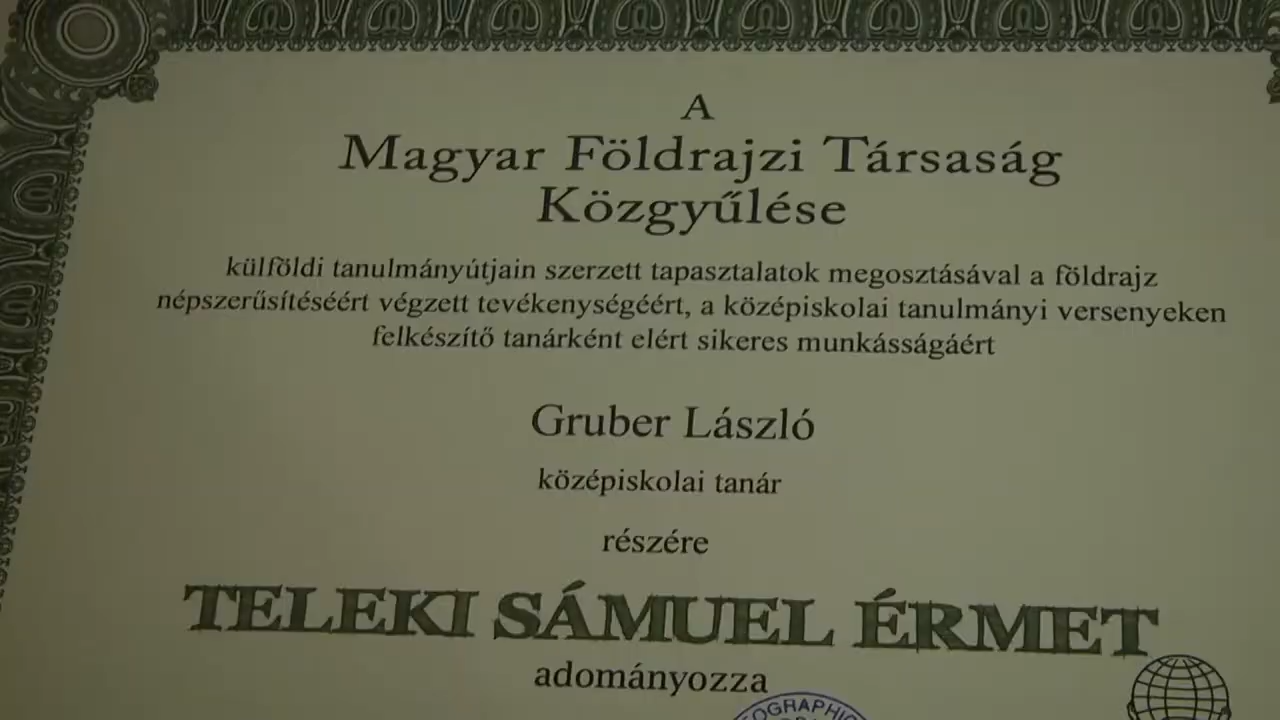 A
Magyar Földrajzi Társaság
Közgyűlése
külföldi tanulmányútjain szerzett tapasztalatok megosztásával a földrajz
népszerűsítéséért végzett tevékenységéért, a középiskolai tanulmányi versenyeken
felkészítő tanárként elért sikeres munkásságáért
Gruber László
középiskolai tanár
részére
TELEKI SÁMUEL ÉRMET
adományozza